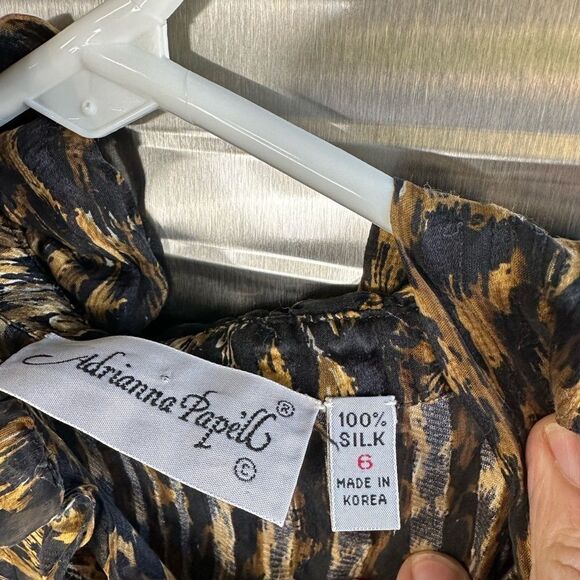 Adrianna Papell ®
©
100%
SILK
6
MADE IN
KOREA